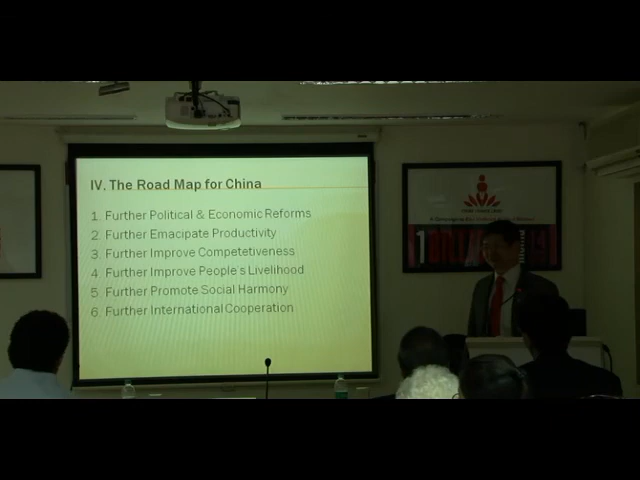 IV. The Road Map for China
1. Further Political & Economic Reforms
2. Further Emacipate Productivity
3. Further Improve Competetiveness
4. Further Improve People's Livelihood
5. Further Promote Social Harmony
6. Further International Cooperation